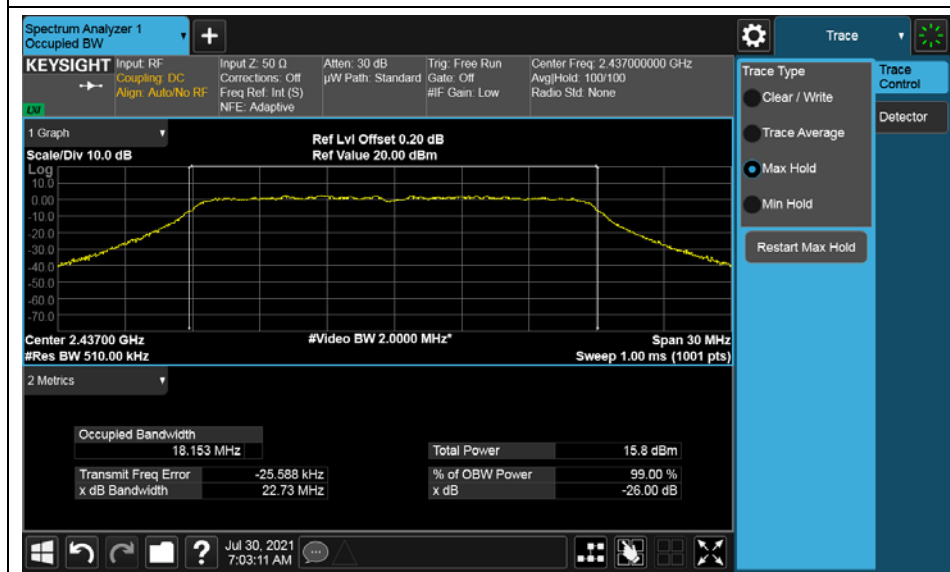 Spectrum Analyzer 1
Occupied BW
+
Trace
KEYSIGHT
Input: RF
Coupling: DC
Align: Auto/No RF
Input Z: 50 Ω
Corrections: Off
Freq Ref: Int (S)
NFE: Adaptive
Atten: 30 dB
µW Path: Standard
Trig: Free Run
Gate: Off
#IF Gain: Low
Center Freq: 2.437000000 GHz
Avg|Hold: 100/100
Radio Std: None
LXI
1 Graph
Scale/Div 10.0 dB
Ref Lvl Offset 0.20 dB
Ref Value 20.00 dBm
Log
10.0
0.00
-10.0
-20.0
-30.0
-40.0
-50.0
-60.0
-70.0
Center 2.43700 GHz
#Res BW 510.00 kHz
#Video BW 2.0000 MHz*
Span 30 MHz
Sweep 1.00 ms (1001 pts)
2 Metrics
Occupied Bandwidth
18.153 MHz
Transmit Freq Error -25.588 kHz
x dB Bandwidth 22.73 MHz
Total Power 15.8 dBm
% of OBW Power 99.00 %
x dB -26.00 dB
Trace Type
Clear / Write
Trace Average
Max Hold
Min Hold
Restart Max Hold
Trace
Control
Detector
?
Jul 30, 2021
7:03:11 AM